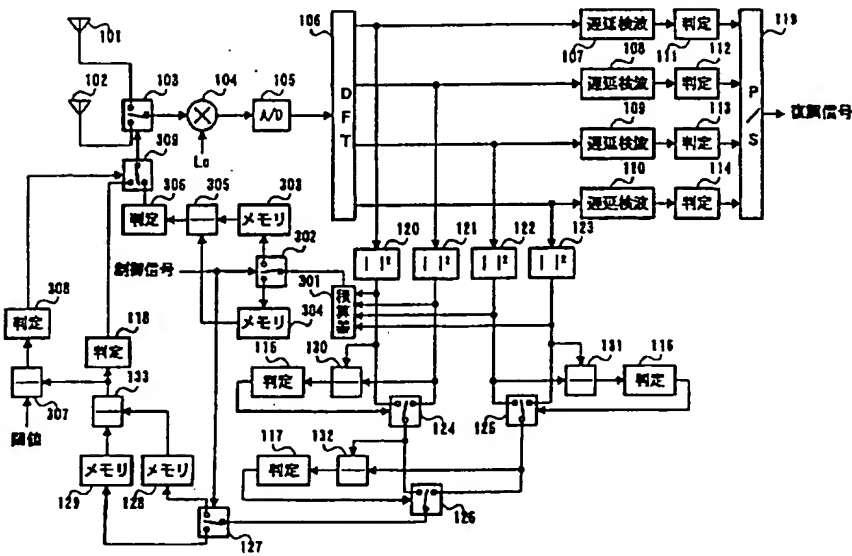 101
102
103
104
105
A/D
Lo
106
D
F
T
遅延検波
107
判定
111
遅延検波
108
判定
112
遅延検波
109
判定
113
遅延検波
110
判定
114
119
P
/
S
復調信号
309
306
判定
305
303
メモリ
302
制御信号
304
メモリ
301
積算器
120
| |²
121
| |²
122
| |²
123
| |²
308
判定
307
118
判定
133
129
メモリ
128
メモリ
127
115
判定
130
124
131
116
判定
125
117
判定
132
126